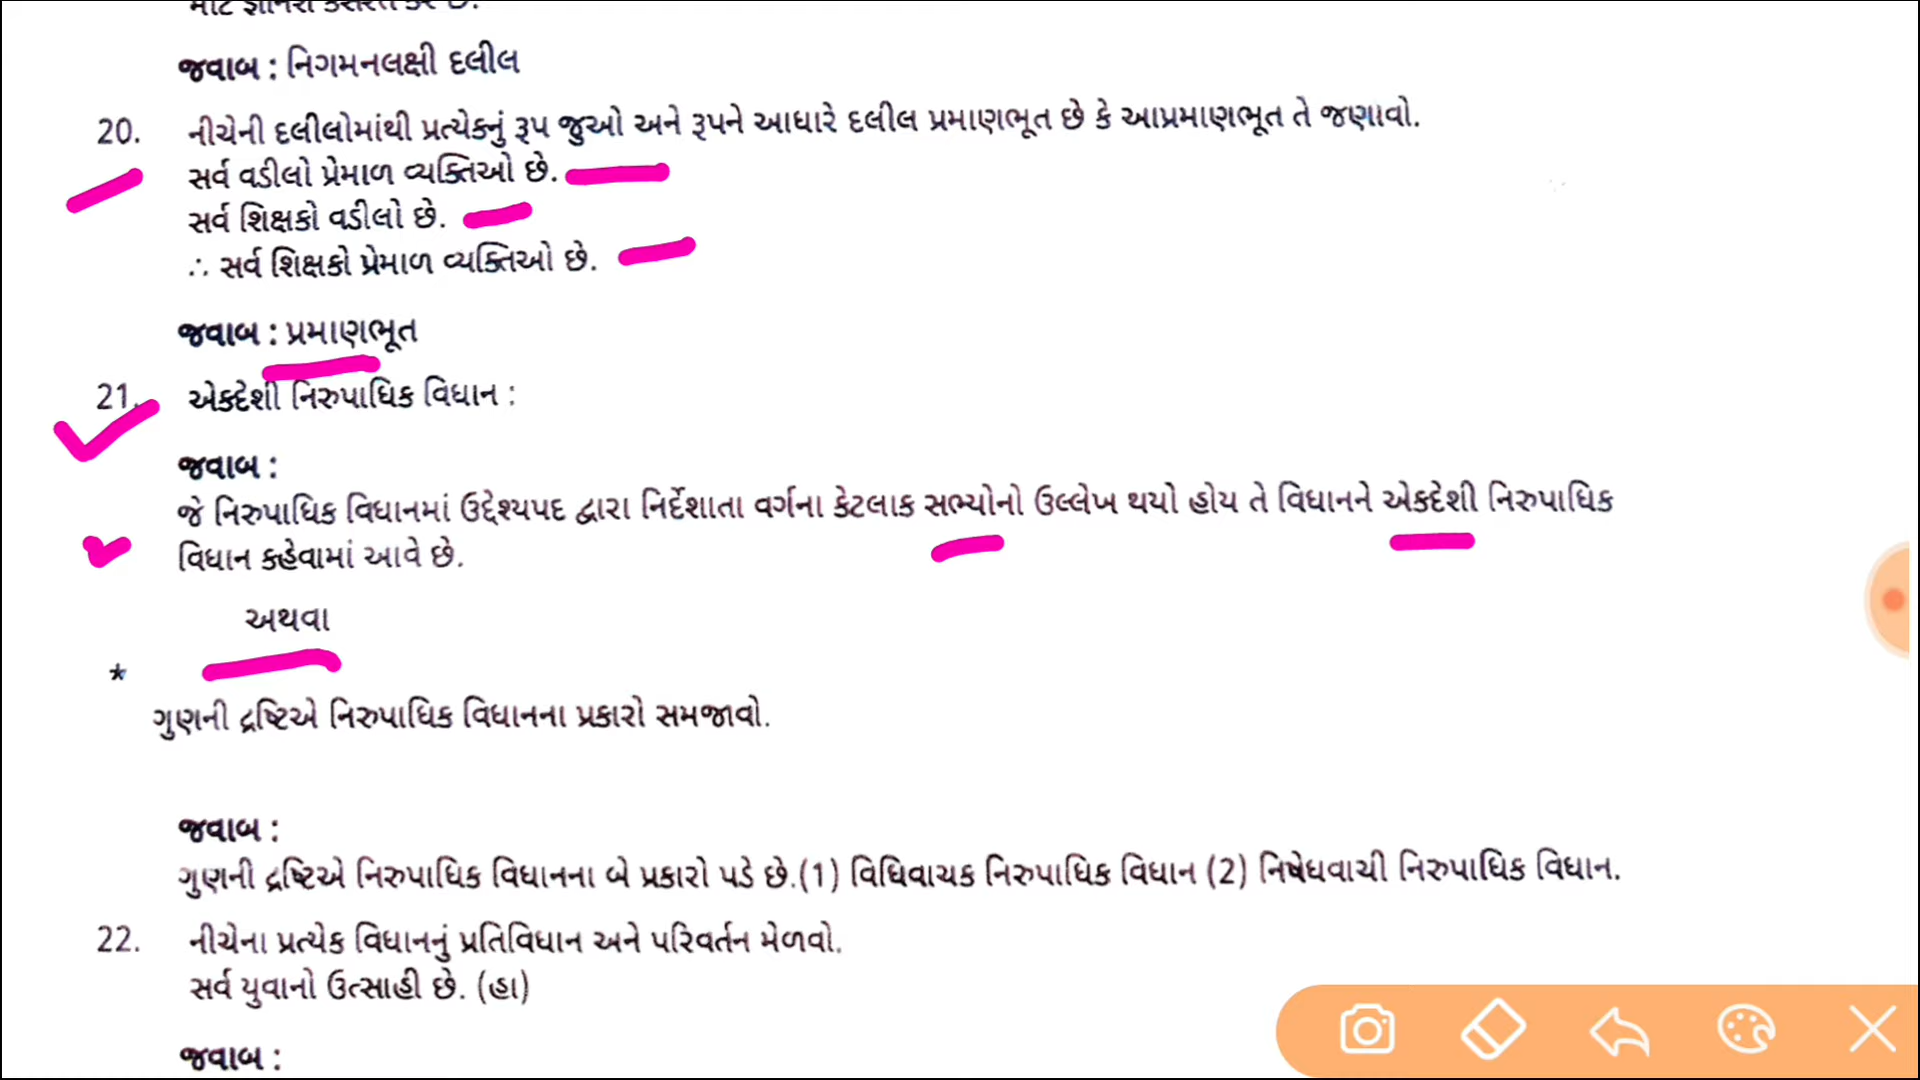 જવાબ : નિગમનલક્ષી દલીલ
20. નીચેની દલીલોમાંથી પ્રત્યેકનું રૂપ જુઓ અને રૂપને આધારે દલીલ પ્રમાણભૂત છે કે આપ્રમાણભૂત તે જણાવો.
સર્વ વડીલો પ્રેમાળ વ્યક્તિઓ છે.
સર્વ શિક્ષકો વડીલો છે.
∴ સર્વ શિક્ષકો પ્રેમાળ વ્યક્તિઓ છે.
જવાબ : પ્રમાણભૂત
21. એકદેશી નિરુપાધિક વિધાન :
જવાબ :
જે નિરુપાધિક વિધાનમાં ઉદ્દેશ્યપદ દ્વારા નિર્દેશાતા વર્ગના કેટલાક સભ્યોનો ઉલ્લેખ થયો હોય તે વિધાનને એકદેશી નિરુપાધિક
વિધાન કહેવામાં આવે છે.
અથવા
*
ગુણની દ્રષ્ટિએ નિરુપાધિક વિધાનના પ્રકારો સમજાવો.
જવાબ :
ગુણની દ્રષ્ટિએ નિરુપાધિક વિધાનના બે પ્રકારો પડે છે.(1) વિધિવાચક નિરુપાધિક વિધાન (2) નિષેધવાચી નિરુપાધિક વિધાન.
22. નીચેના પ્રત્યેક વિધાનનું પ્રતિવિધાન અને પરિવર્તન મેળવો.
સર્વ યુવાનો ઉત્સાહી છે. (હા)
જવાબ :